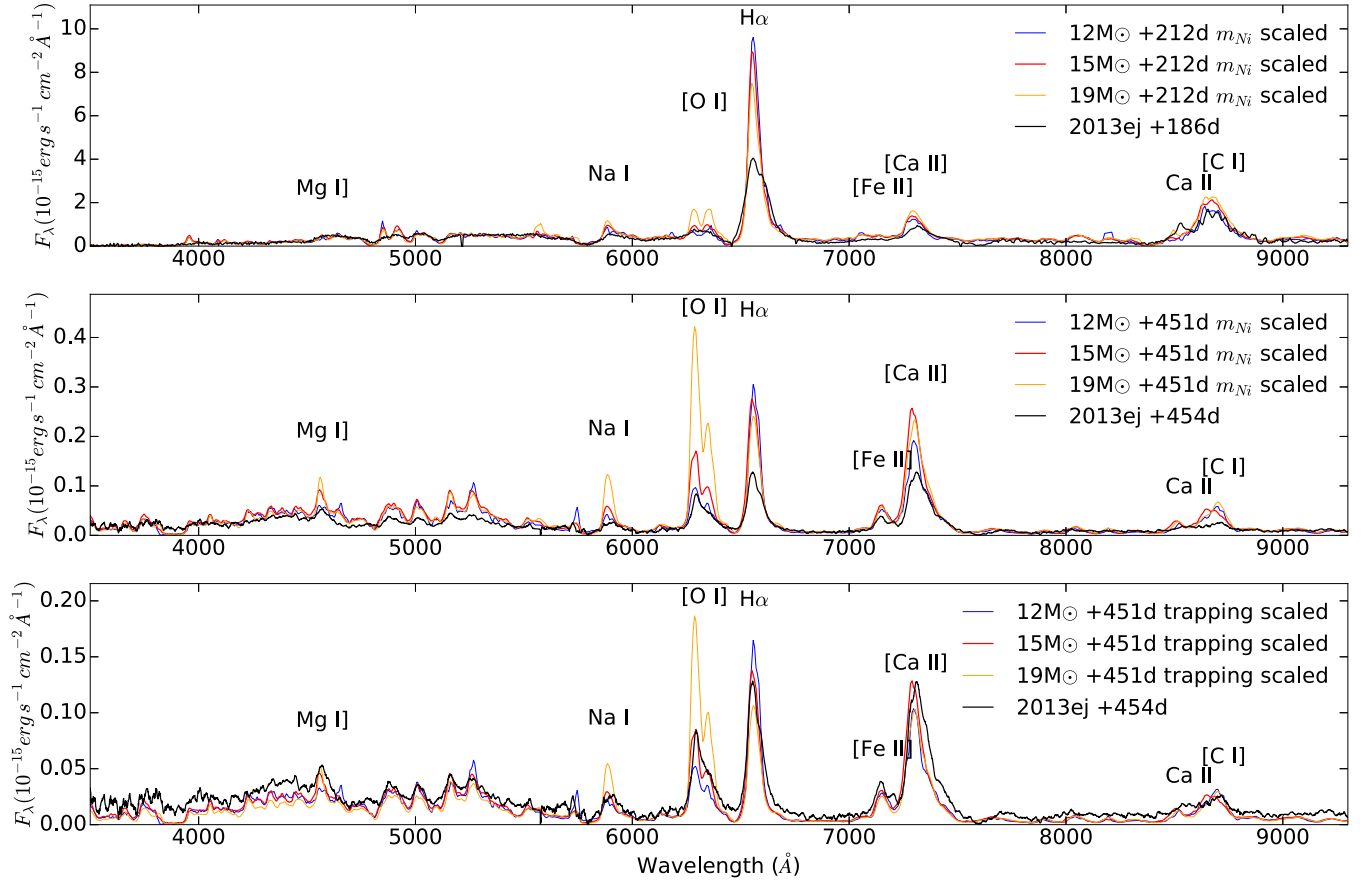 Hα
12M⊙ +212d m_Ni scaled
15M⊙ +212d m_Ni scaled
19M⊙ +212d m_Ni scaled
2013ej +186d
[O I]
Mg I]
Na I
[Fe II]
[Ca II]
Ca II
[C I]
F_λ(10^{-15} erg s^{-1} cm^{-2} Å^{-1})
10
8
6
4
2
0
4000 5000 6000 7000 8000 9000
[O I]
Hα
12M⊙ +451d m_Ni scaled
15M⊙ +451d m_Ni scaled
19M⊙ +451d m_Ni scaled
2013ej +454d
[Ca II]
Mg I]
Na I
[Fe II]
Ca II
[C I]
F_λ(10^{-15} erg s^{-1} cm^{-2} Å^{-1})
0.4
0.3
0.2
0.1
0.0
4000 5000 6000 7000 8000 9000
[O I]
Hα
12M⊙ +451d trapping scaled
15M⊙ +451d trapping scaled
19M⊙ +451d trapping scaled
2013ej +454d
[Ca II]
Mg I]
Na I
[Fe II]
Ca II
[C I]
F_λ(10^{-15} erg s^{-1} cm^{-2} Å^{-1})
0.20
0.15
0.10
0.05
0.00
4000 5000 6000 7000 8000 9000
Wavelength (Å)